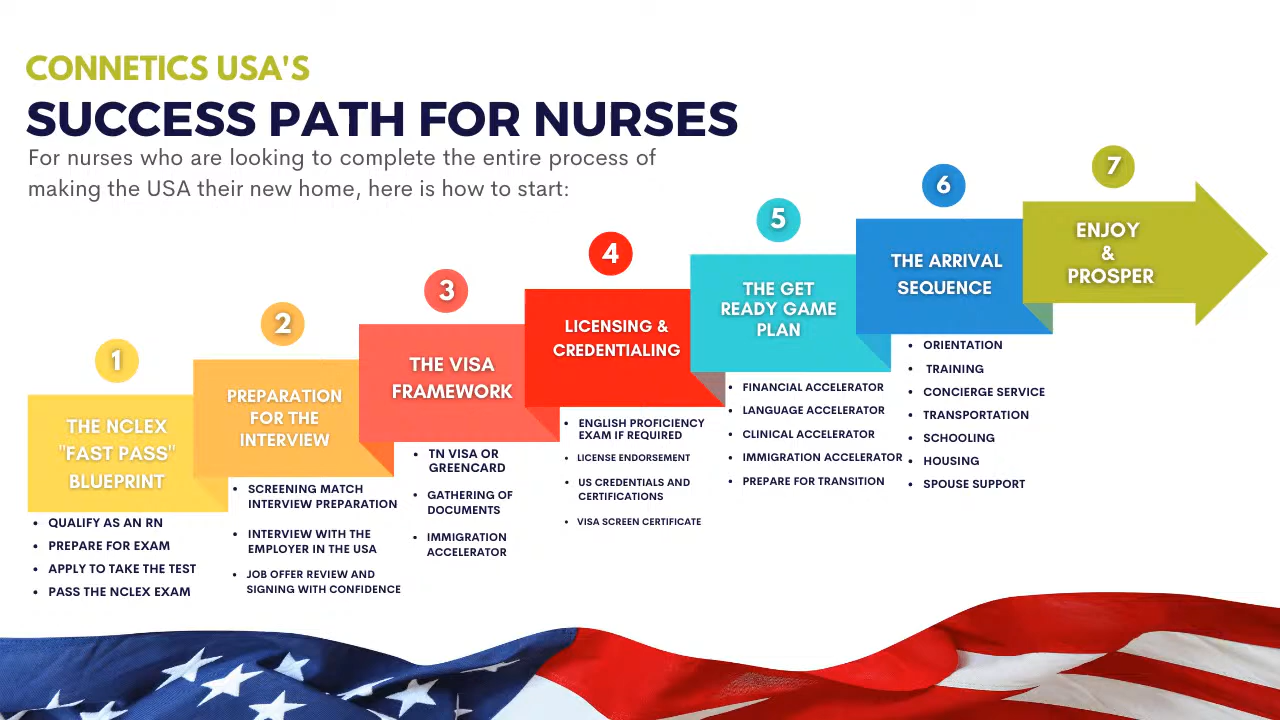 CONNETICS USA'S
SUCCESS PATH FOR NURSES
For nurses who are looking to complete the entire process of
making the USA their new home, here is how to start:
1
THE NCLEX
"FAST PASS"
BLUEPRINT
• QUALIFY AS AN RN
• PREPARE FOR EXAM
• APPLY TO TAKE THE TEST
• PASS THE NCLEX EXAM
2
PREPARATION
FOR THE
INTERVIEW
• SCREENING MATCH
INTERVIEW PREPARATION
• INTERVIEW WITH THE
EMPLOYER IN THE USA
• JOB OFFER REVIEW AND
SIGNING WITH CONFIDENCE
3
THE VISA
FRAMEWORK
• TN VISA OR
GREENCARD
• GATHERING OF
DOCUMENTS
• IMMIGRATION
ACCELERATOR
4
LICENSING &
CREDENTIALING
• ENGLISH PROFICIENCY
EXAM IF REQUIRED
• LICENSE ENDORSEMENT
• US CREDENTIALS AND
CERTIFICATIONS
• VISA SCREEN CERTIFICATE
5
THE GET
READY GAME
PLAN
• FINANCIAL ACCELERATOR
• LANGUAGE ACCELERATOR
• CLINICAL ACCELERATOR
• IMMIGRATION ACCELERATOR
• PREPARE FOR TRANSITION
6
THE ARRIVAL
SEQUENCE
• ORIENTATION
• TRAINING
• CONCIERGE SERVICE
• TRANSPORTATION
• SCHOOLING
• HOUSING
• SPOUSE SUPPORT
7
ENJOY
&
PROSPER